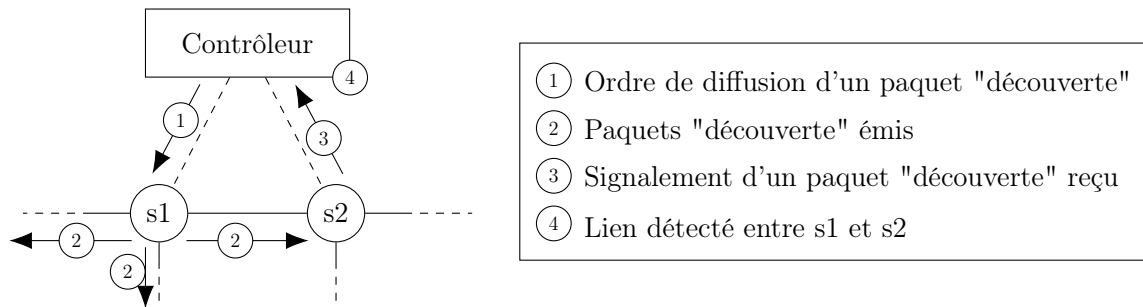 Contrôleur
4
1
3
s1
s2
2
2
2
1 Ordre de diffusion d'un paquet "découverte"
2 Paquets "découverte" émis
3 Signalement d'un paquet "découverte" reçu
4 Lien détecté entre s1 et s2